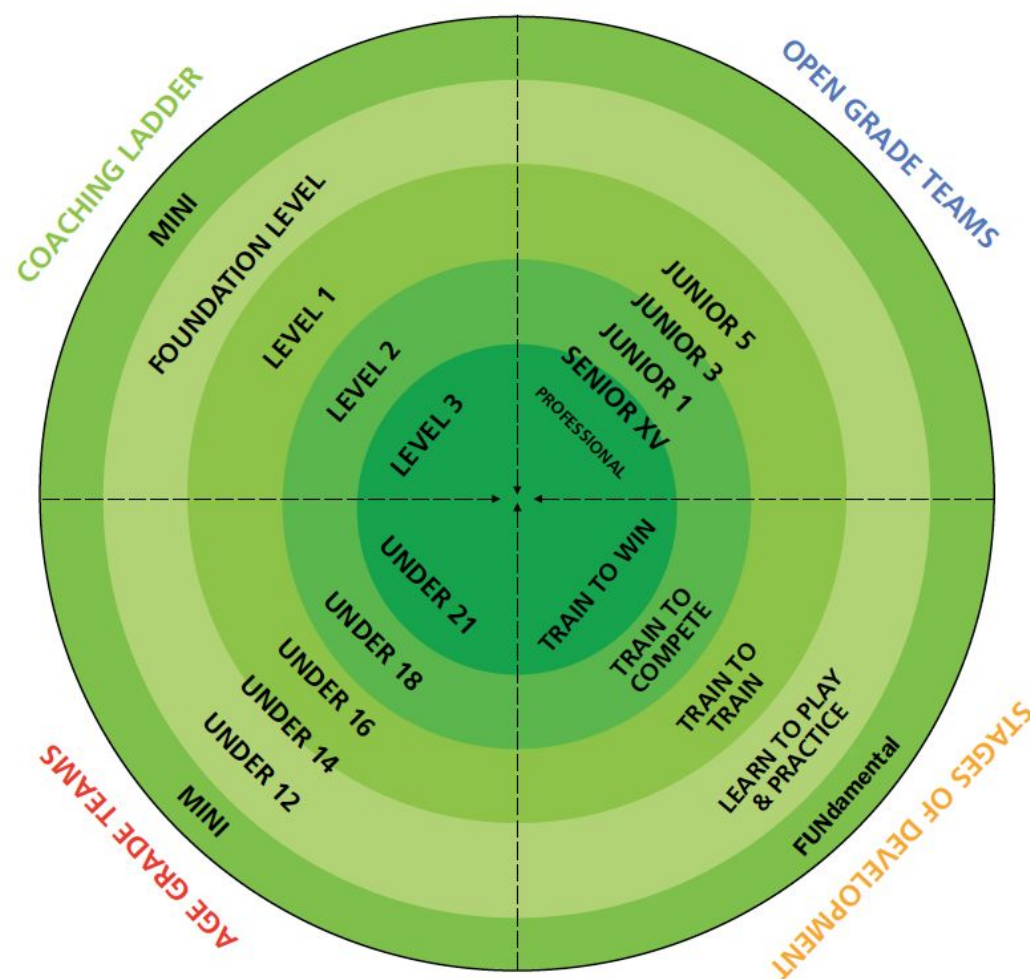 COACHING LADDER
MINI
FOUNDATION LEVEL
LEVEL 1
LEVEL 2
LEVEL 3
OPEN GRADE TEAMS
JUNIOR 5
JUNIOR 3
JUNIOR 1
SENIOR XV
PROFESSIONAL
AGE GRADE TEAMS
MINI
UNDER 12
UNDER 14
UNDER 16
UNDER 18
UNDER 21
STAGES OF DEVELOPMENT
TRAIN TO WIN
TRAIN TO
COMPETE
TRAIN TO
TRAIN
LEARN TO PLAY
& PRACTICE
FUNdamental